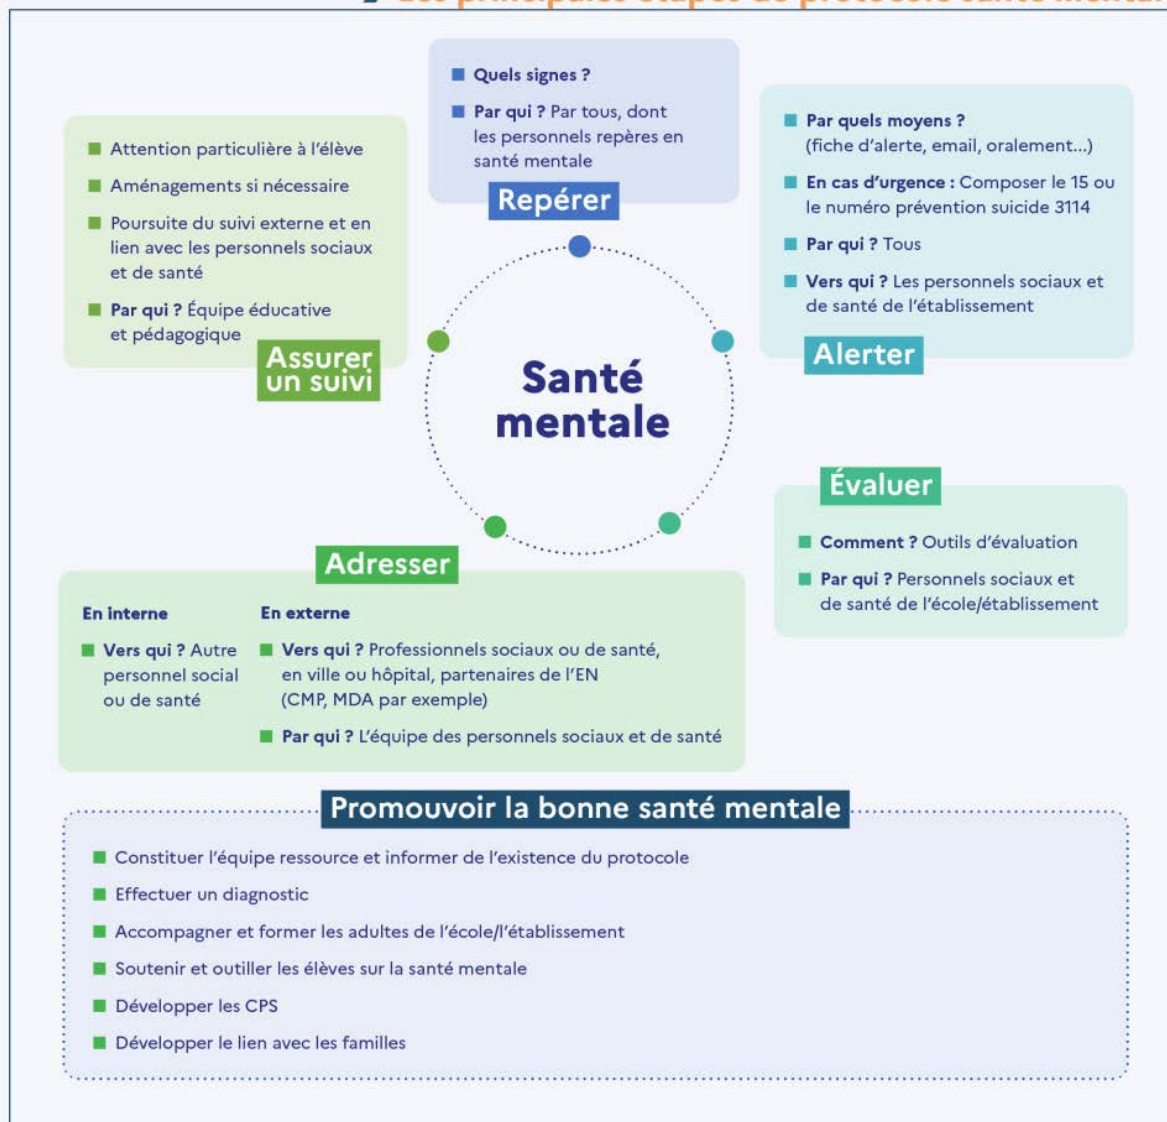 Les principales étapes du protocole santé mental
Quels signes ?
Par qui ? Par tous, dont
les personnels repères en
santé mentale
Repérer
Par quels moyens ?
(fiche d'alerte, email, oralement...)
En cas d'urgence : Composer le 15 ou
le numéro prévention suicide 3114
Par qui ? Tous
Vers qui ? Les personnels sociaux et
de santé de l'établissement
Alerter
Évaluer
Comment ? Outils d'évaluation
Par qui ? Personnels sociaux et
de santé de l'école/établissement
Adresser
En interne
Vers qui ? Autre
personnel social
ou de santé
En externe
Vers qui ? Professionnels sociaux ou de santé,
en ville ou hôpital, partenaires de l'EN
(CMP, MDA par exemple)
Par qui ? L'équipe des personnels sociaux et de santé
Attention particulière à l'élève
Aménagements si nécessaire
Poursuite du suivi externe et en
lien avec les personnels sociaux
et de santé
Par qui ? Équipe éducative
et pédagogique
Assurer
un suivi
Santé
mentale
Promouvoir la bonne santé mentale
Constituer l'équipe ressource et informer de l'existence du protocole
Effectuer un diagnostic
Accompagner et former les adultes de l'école/l'établissement
Soutenir et outiller les élèves sur la santé mentale
Développer les CPS
Développer le lien avec les familles